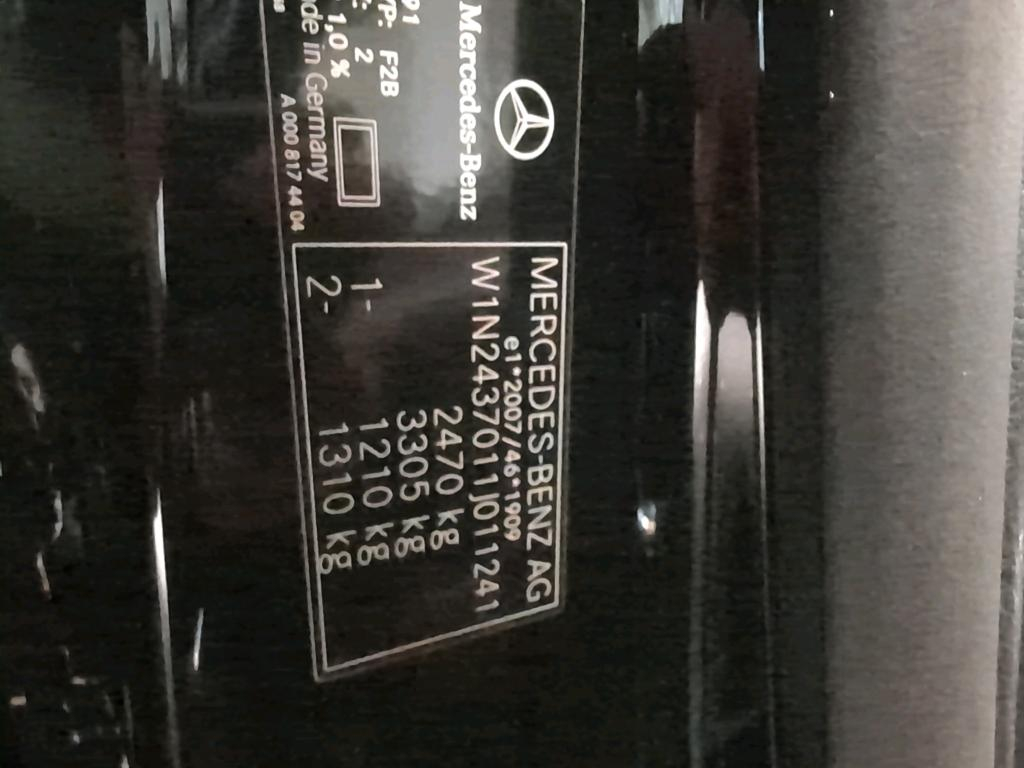 Mercedes-Benz
P1
YP: F2B
: 2
1,0 %
de in Germany
A 000 817 44 04
MERCEDES-BENZ AG
e1*2007/46*1909
W1N2437011J011241
2470 kg
3305 kg
1- 1210 kg
2- 1310 kg